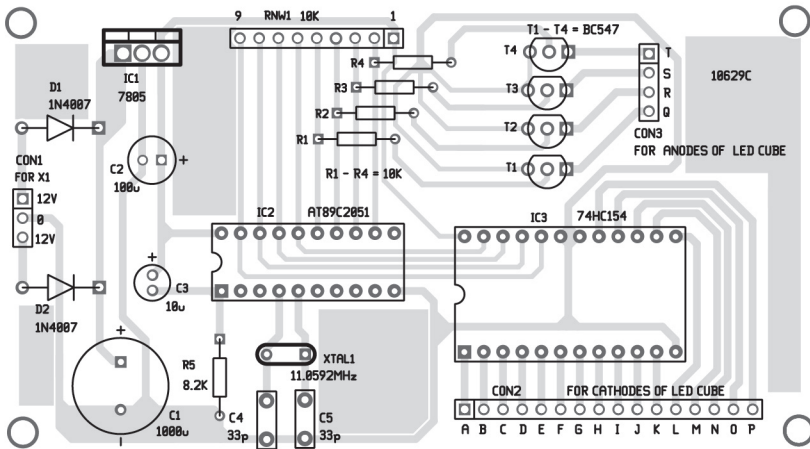 9 RNW1 10K 1
T1 - T4 = BC547
T4
T
R4
S
10629C
IC1
7805
D1
R3
T3
R
1N4007
R2
Q
T2
CON3
R1
FOR ANODES OF LED CUBE
CON1
C2
+
T1
FOR X1
100u
R1 - R4 = 10K
12V
IC2 AT89C2051
IC3 74HC154
0
12V
+
C3
10u
D2
1N4007
+
R5
XTAL1
8.2K
11.0592MHz
CON2 FOR CATHODES OF LED CUBE
C1
C4
C5
1000u
33p
33p
A B C D E F G H I J K L M N O P
-